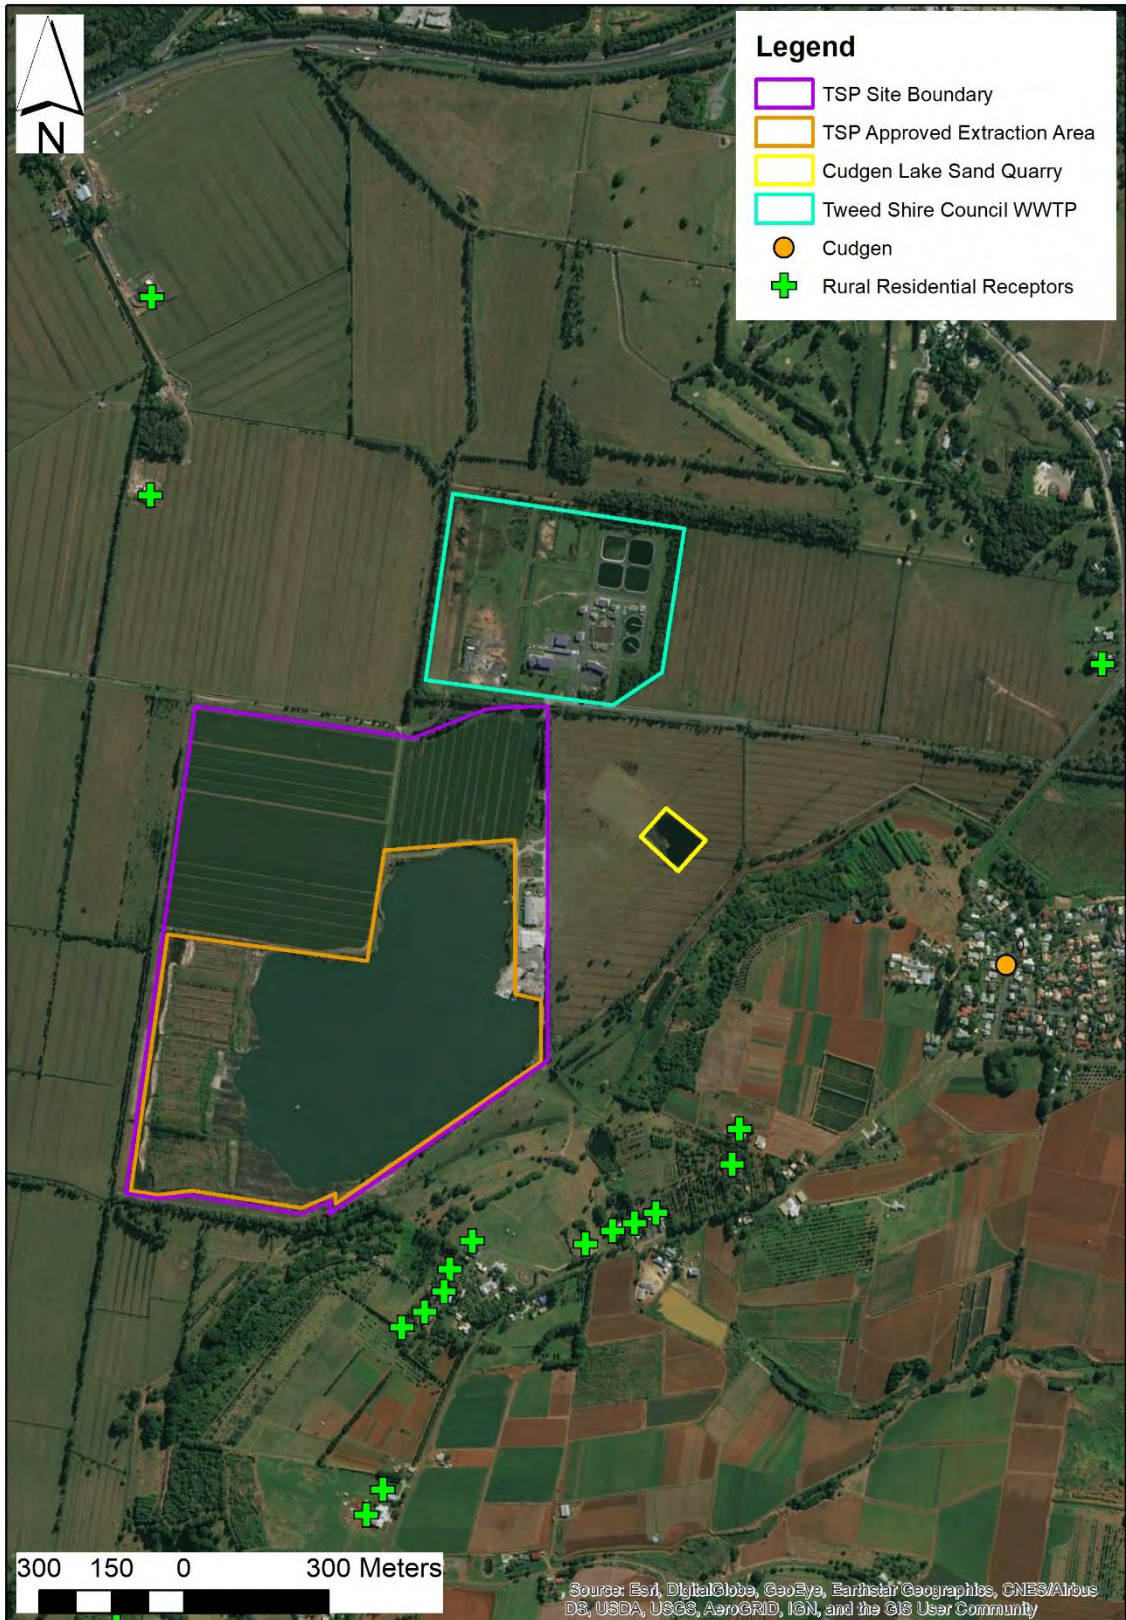 N
Legend
TSP Site Boundary
TSP Approved Extraction Area
Cudgen Lake Sand Quarry
Tweed Shire Council WWTP
Cudgen
Rural Residential Receptors
300 150 0 300 Meters
Source: Esri, DigitalGlobe, GeoEye, Earthstar Geographics, CNES/Airbus
DS, USDA, USGS, AeroGRID, IGN, and the GIS User Community